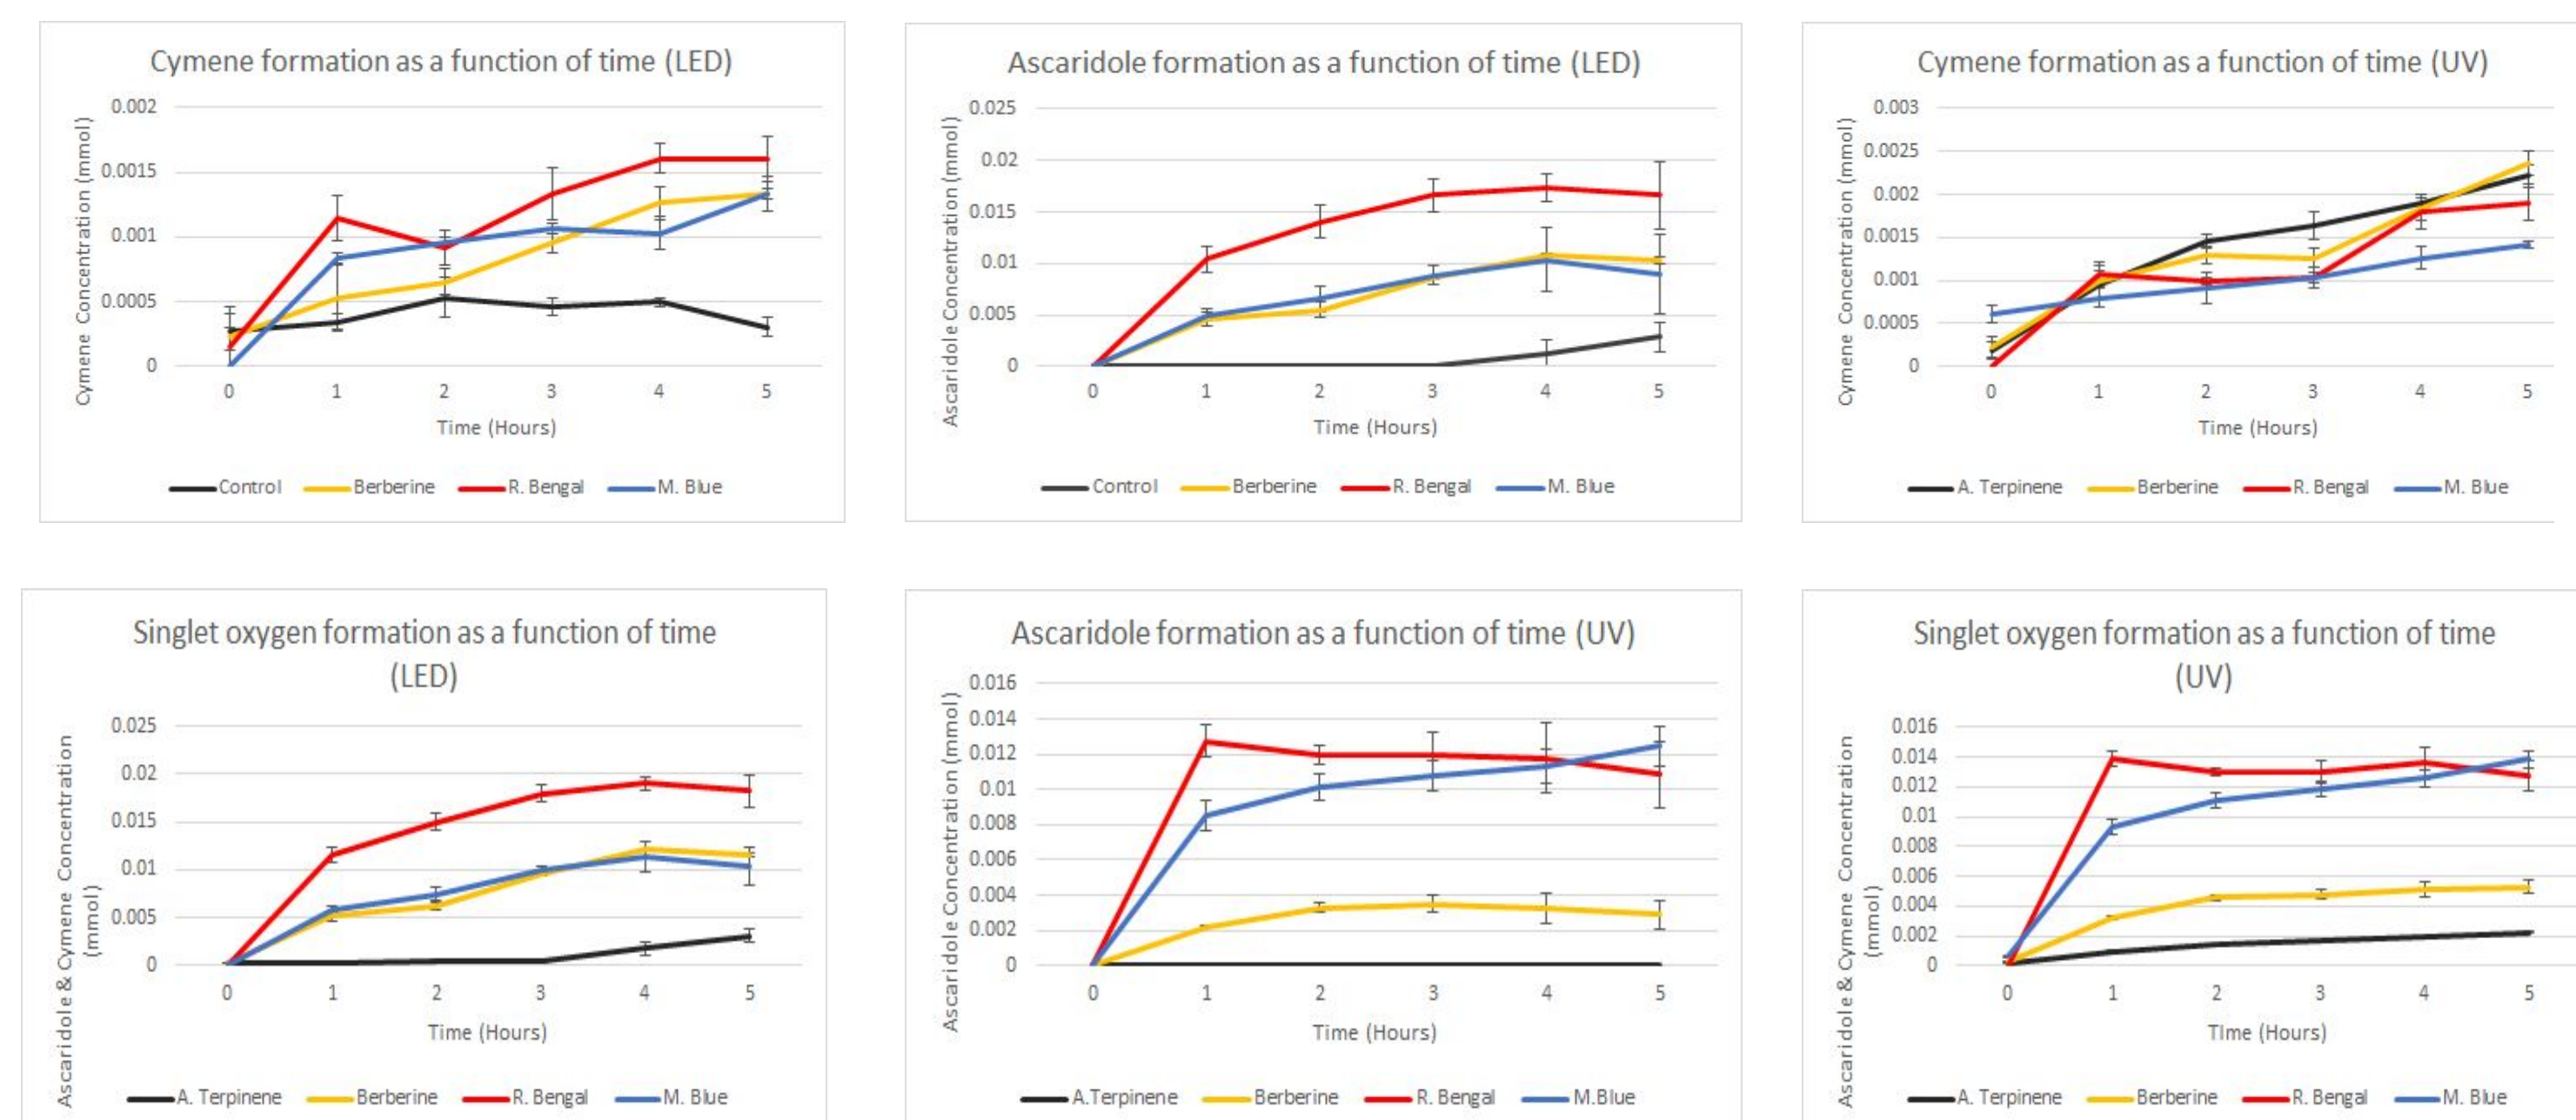 Cymene formation as a function of time (LED)
Cymene Concentration (mmol)
0.002
0.0015
0.001
0.0005
0
0 1 2 3 4 5
Time (Hours)
Control Berberine R. Bengal M. Blue
Ascaridole formation as a function of time (LED)
Ascaridole Concentration (mmol)
0.025
0.02
0.015
0.01
0.005
0
0 1 2 3 4 5
Time (Hours)
Control Berberine R. Bengal M. Blue
Cymene formation as a function of time (UV)
Cymene Concentration (mmol)
0.003
0.0025
0.002
0.0015
0.001
0.0005
0
0 1 2 3 4 5
Time (Hours)
A. Terpinene Berberine R. Bengal M. Blue
Singlet oxygen formation as a function of time
(LED)
Ascaridole & Cymene Concentration
(mmol)
0.025
0.02
0.015
0.01
0.005
0
0 1 2 3 4 5
Time (Hours)
A. Terpinene Berberine R. Bengal M. Blue
Ascaridole formation as a function of time (UV)
Ascaridole Concentration (mmol)
0.016
0.014
0.012
0.01
0.008
0.006
0.004
0.002
0
0 1 2 3 4 5
Time (Hours)
A.Terpinene Berberine R. Bengal M.Blue
Singlet oxygen formation as a function of time
(UV)
Ascaridole & Cymene Concentration
(mmol)
0.016
0.014
0.012
0.01
0.008
0.006
0.004
0.002
0
0 1 2 3 4 5
TIme (Hours)
A. Terpinene Berberine R. Bengal M. Blue